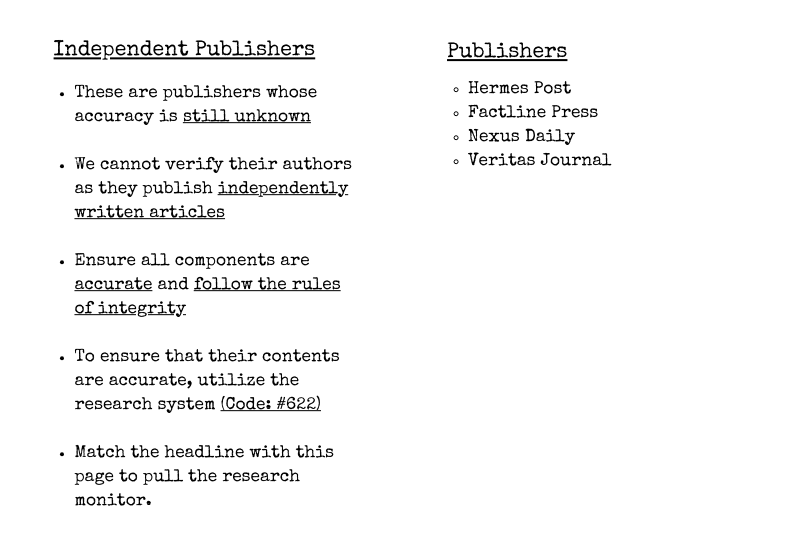 Independent Publishers
• These are publishers whose
accuracy is still unknown
• We cannot verify their authors
as they publish independently
written articles
• Ensure all components are
accurate and follow the rules
of integrity
• To ensure that their contents
are accurate, utilize the
research system (Code: #622)
• Match the headline with this
page to pull the research
monitor.
Publishers
◦ Hermes Post
◦ Factline Press
◦ Nexus Daily
◦ Veritas Journal